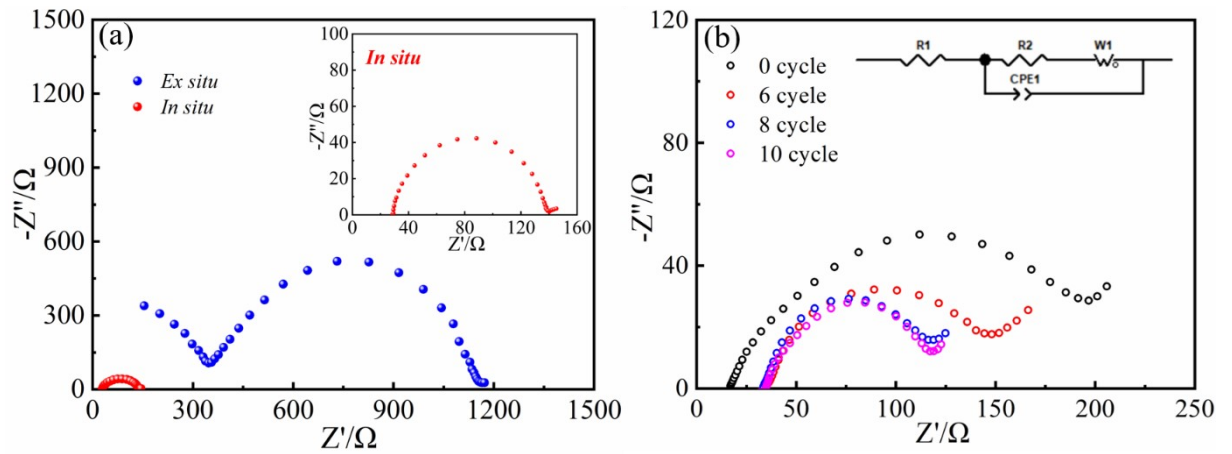 (a)
1500
1200
900
600
300
0
-Z"/Ω
0
300
600
900
1200
1500
Z'/Ω
Ex situ
In situ
In situ
100
80
60
40
20
0
-Z"/Ω
0
40
80
120
160
Z'/Ω
(b)
120
80
40
0
-Z"/Ω
0
50
100
150
200
250
Z'/Ω
0 cycle
6 cyele
8 cycle
10 cycle
R1
R2
W1
CPE1